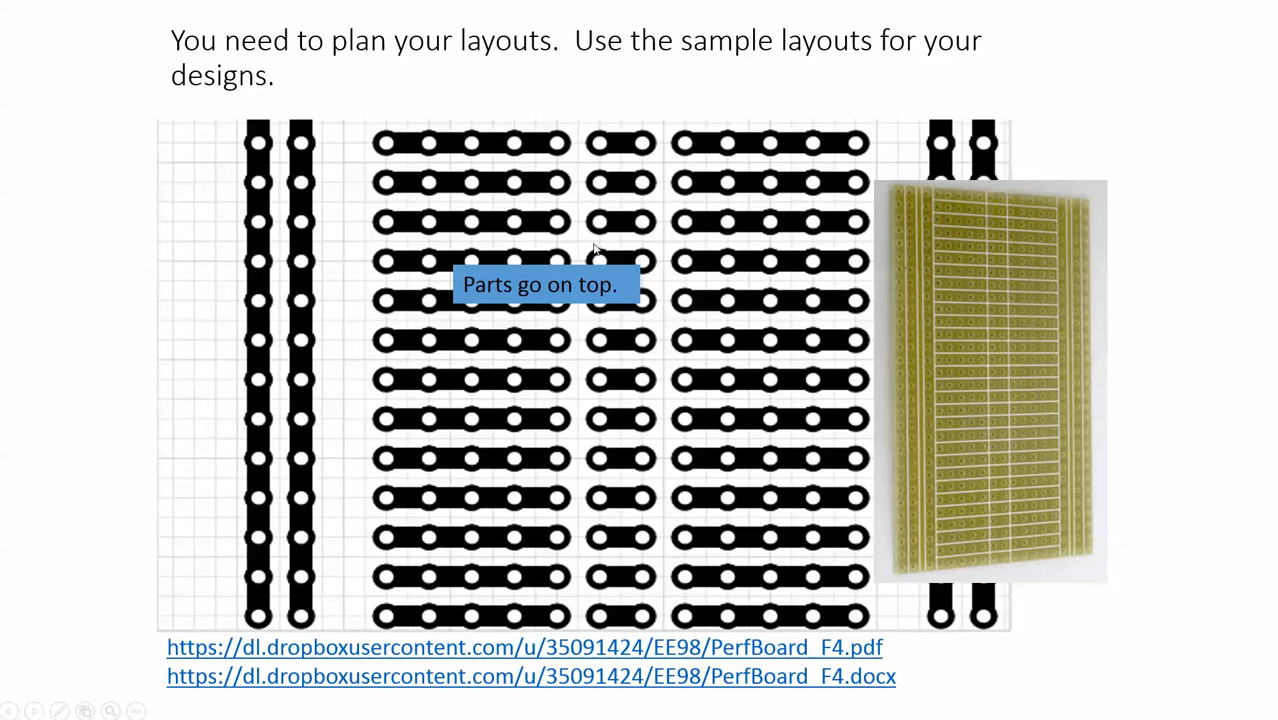 You need to plan your layouts.  Use the sample layouts for your
designs.
Parts go on top.
https://dl.dropboxusercontent.com/u/35091424/EE98/PerfBoard_F4.pdf
https://dl.dropboxusercontent.com/u/35091424/EE98/PerfBoard_F4.docx